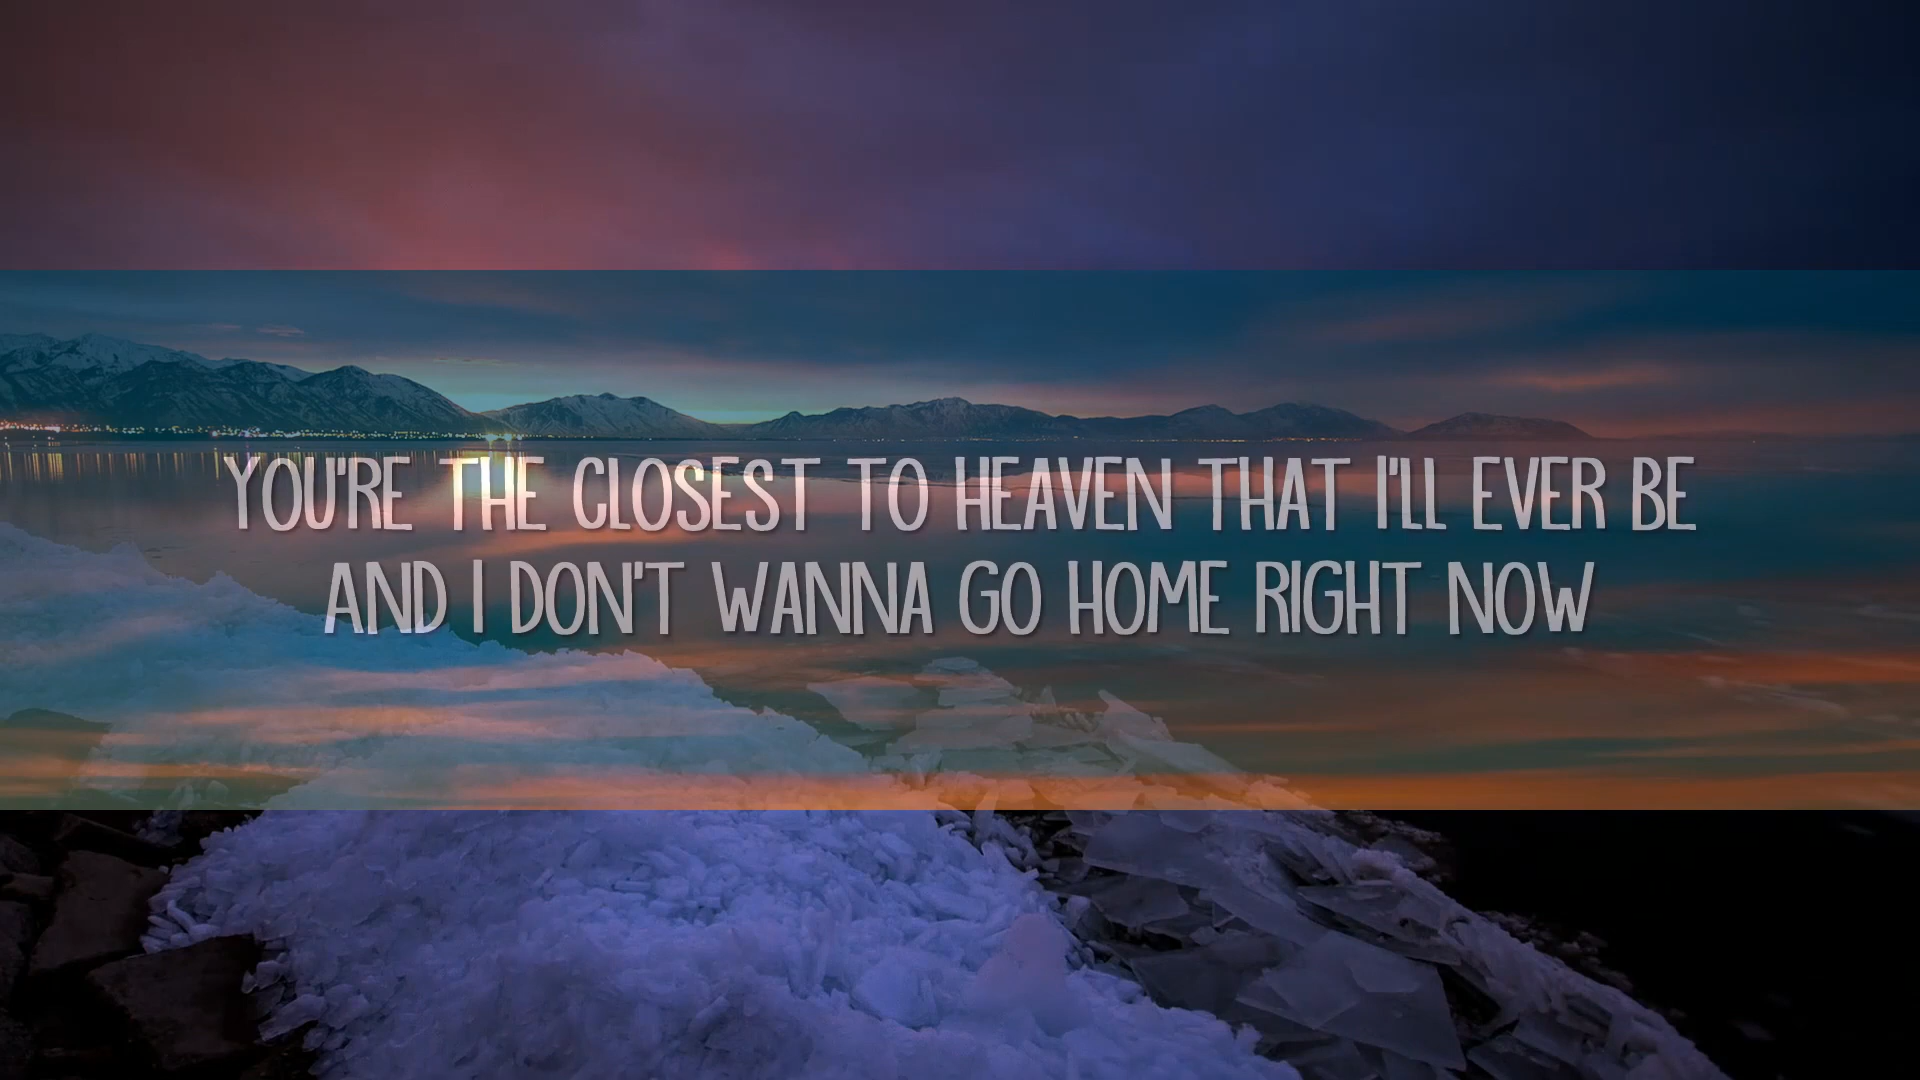 YOU'RE THE CLOSEST TO HEAVEN THAT I'LL EVER BE
AND I DON'T WANNA GO HOME RIGHT NOW